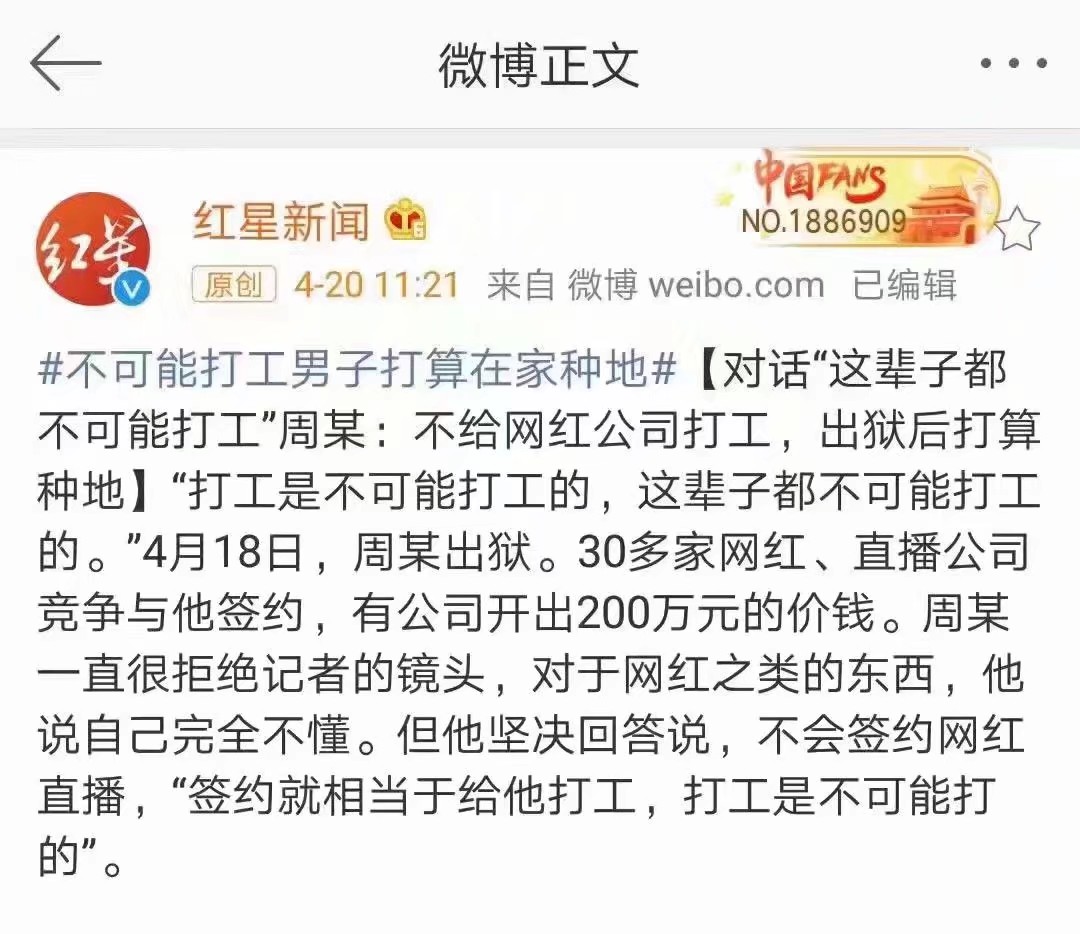 微博正文
中国FANS
NO.1886909
红星
红星新闻
原创 4-20 11:21 来自 微博 weibo.com 已编辑
#不可能打工男子打算在家种地#【对话“这辈子都
不可能打工”周某：不给网红公司打工，出狱后打算
种地】“打工是不可能打工的，这辈子都不可能打工
的。”4月18日，周某出狱。30多家网红、直播公司
竞争与他签约，有公司开出200万元的价钱。周某
一直很拒绝记者的镜头，对于网红之类的东西，他
说自己完全不懂。但他坚决回答说，不会签约网红
直播，“签约就相当于给他打工，打工是不可能打
的”。